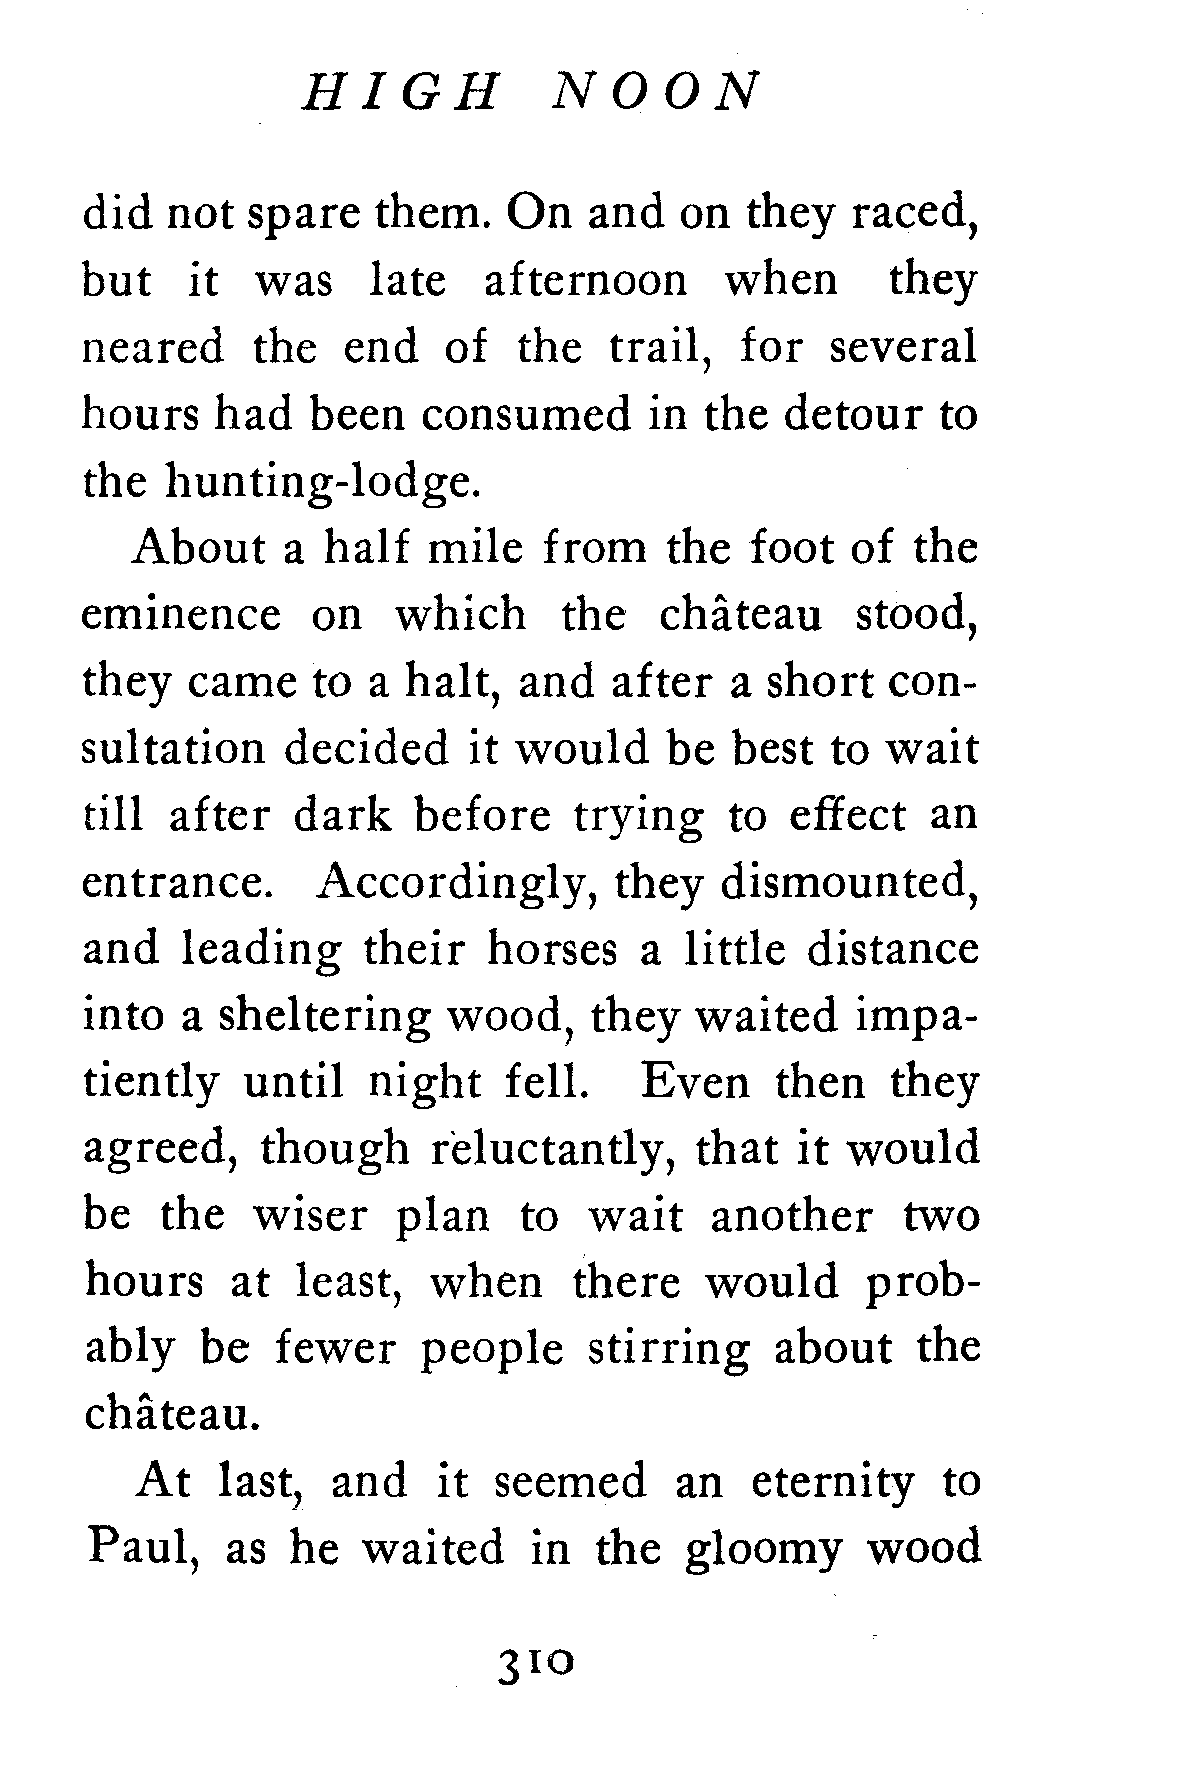 HIGH NOON
did not spare them. On and on they raced,
but it was late afternoon when they
neared the end of the trail, for several
hours had been consumed in the detour to
the hunting-lodge.
About a half mile from the foot of the
eminence on which the château stood,
they came to a halt, and after a short con-
sultation decided it would be best to wait
till after dark before trying to effect an
entrance. Accordingly, they dismounted,
and leading their horses a little distance
into a sheltering wood, they waited impa-
tiently until night fell. Even then they
agreed, though reluctantly, that it would
be the wiser plan to wait another two
hours at least, when there would prob-
ably be fewer people stirring about the
château.
At last, and it seemed an eternity to
Paul, as he waited in the gloomy wood
310